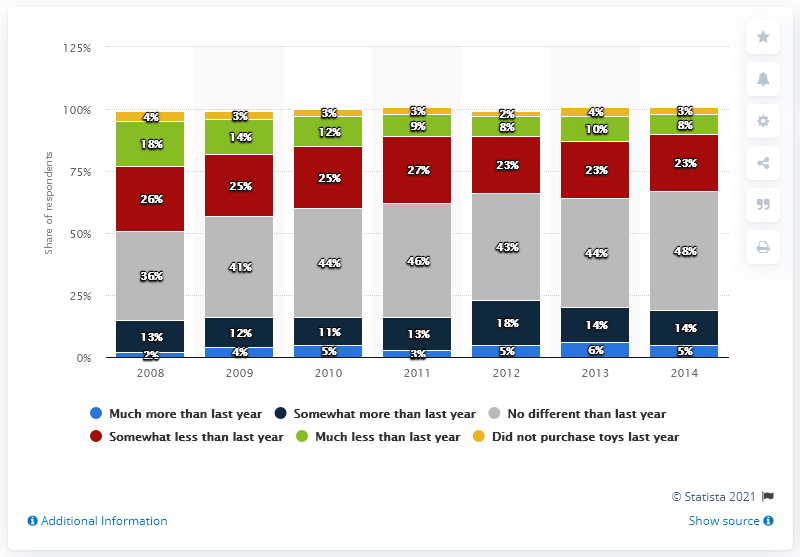 125%
100%
75%
50%
25%
0%
Share of respondents
4% 3% 3% 3% 2% 4% 3%
18% 14% 12% 9% 8% 10% 8%
26% 25% 25% 27% 23% 23% 23%
36% 41% 44% 46% 43% 44% 48%
13% 12% 11% 13% 18% 14% 14%
2% 4% 5% 3% 5% 6% 5%
2008 2009 2010 2011 2012 2013 2014
Much more than last year Somewhat more than last year No different than last year
Somewhat less than last year Much less than last year Did not purchase toys last year
© Statista 2021
Additional Information Show source